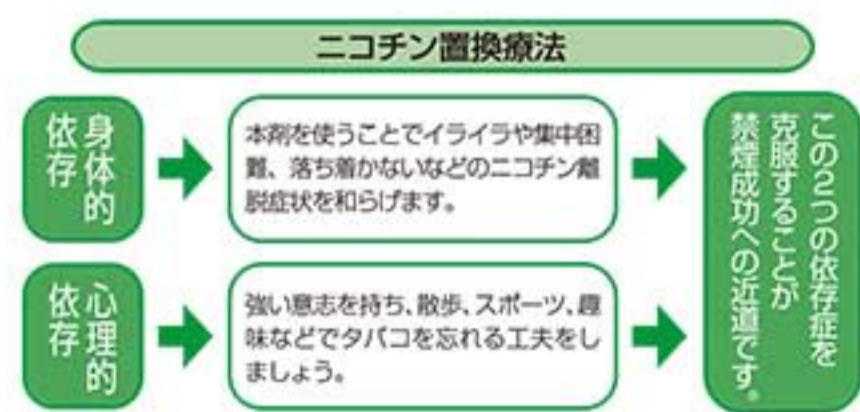 ニコチン置換療法
身体的
依存
本剤を使うことでイライラや集中困
難、落ち着かないなどのニコチン離
脱症状を和らげます。
心理的
依存
強い意志を持ち、散歩、スポーツ、趣
味などでタバコを忘れる工夫をし
ましょう。
この2つの依存症を
克服することが
禁煙成功への近道です。